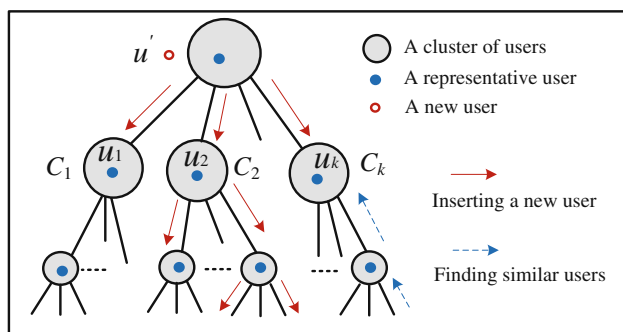 u'
A cluster of users
A representative user
A new user
C1 u1 u2 C2 uk Ck
Inserting a new user
Finding similar users